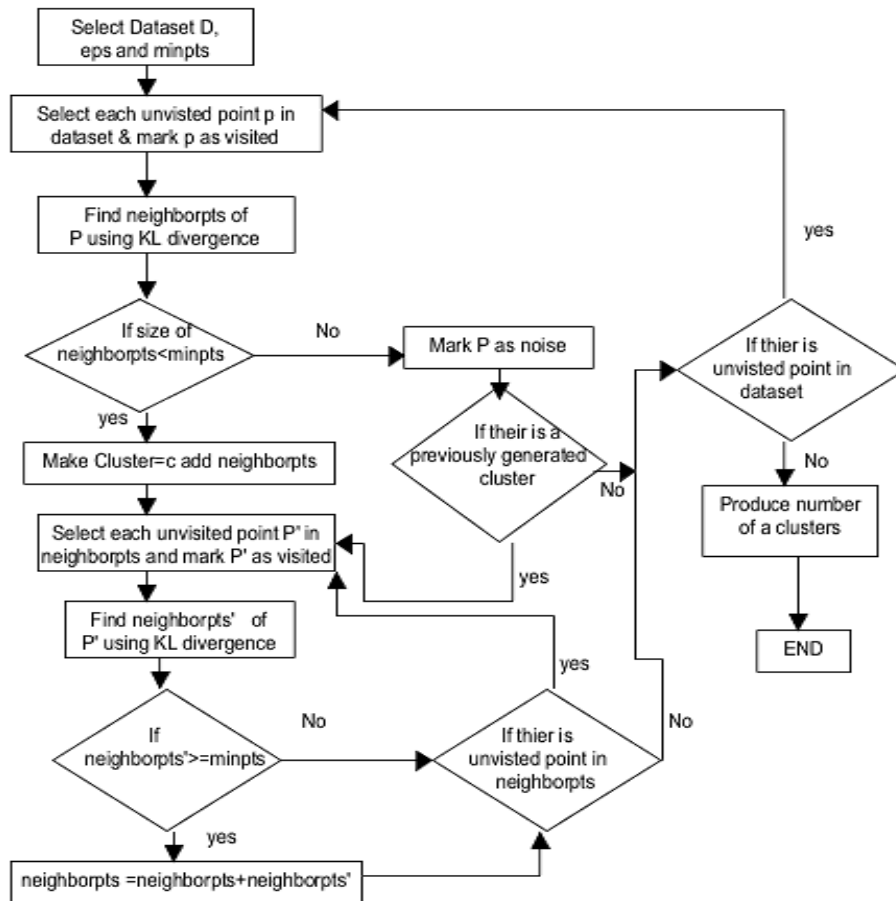 Select Dataset D,
eps and minpts
Select each unvisted point p in
dataset & mark p as visited
Find neighborpts of
P using KL divergence
yes
If size of
neighborpts<minpts
No
Mark P as noise
If thier is
unvisted point in
dataset
yes
If their is a
previously generated
cluster
No
No
Make Cluster=c add neighborpts
Produce number
of a clusters
Select each unvisited point P' in
neighborpts and mark P' as visited
yes
Find neighborpts' of
P' using KL divergence
END
yes
If
neighborpts'>=minpts
No
If thier is
unvisted point in
neighborpts
No
yes
neighborpts =neighborpts+neighborpts'